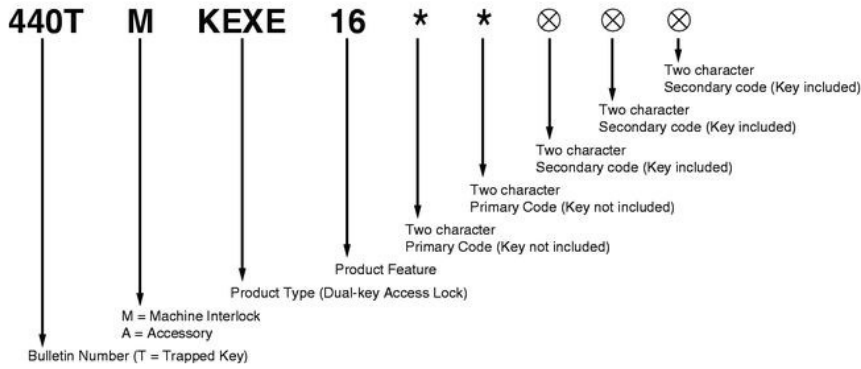 440T M KEXE 16 * * ⊗ ⊗ ⊗
Two character
Secondary code (Key included)
Two character
Secondary code (Key included)
Two character
Secondary code (Key included)
Two character
Primary Code (Key not included)
Two character
Primary Code (Key not included)
Product Feature
Product Type (Dual-key Access Lock)
M = Machine Interlock
A = Accessory
Bulletin Number (T = Trapped Key)